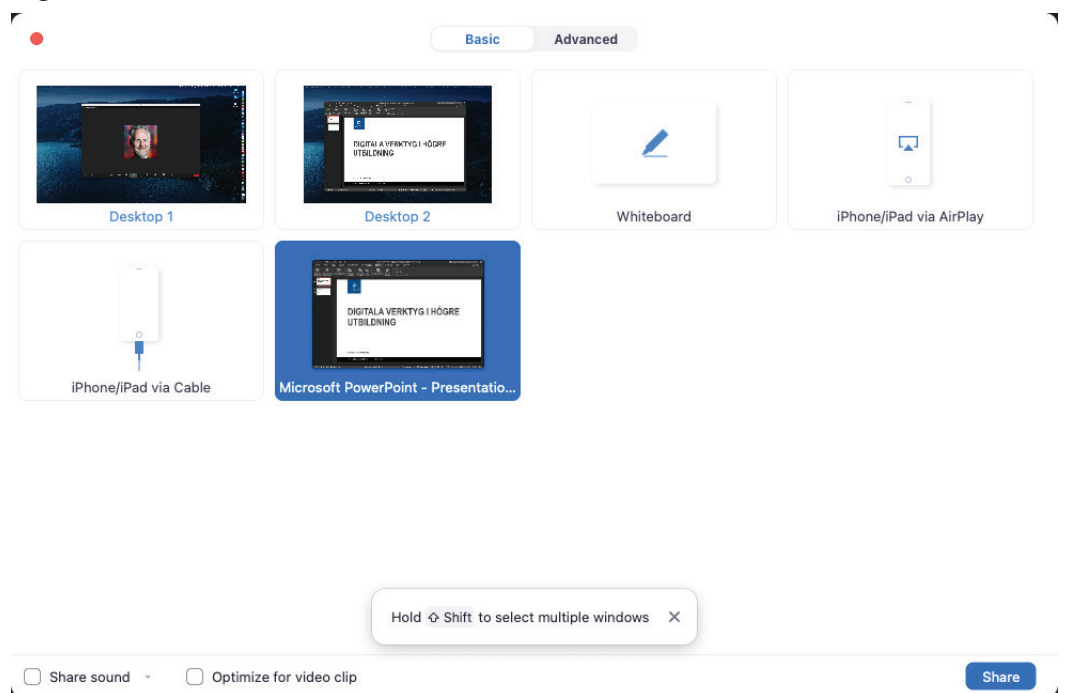 Basic
Advanced
DIGITALA VERKTYG I HÖGRE
UTBILDNING
Desktop 1
Desktop 2
Whiteboard
iPhone/iPad via AirPlay
DIGITALA VERKTYG I HÖGRE
UTBILDNING
iPhone/iPad via Cable
Microsoft PowerPoint - Presentatio...
Hold Shift to select multiple windows
Share sound
Optimize for video clip
Share